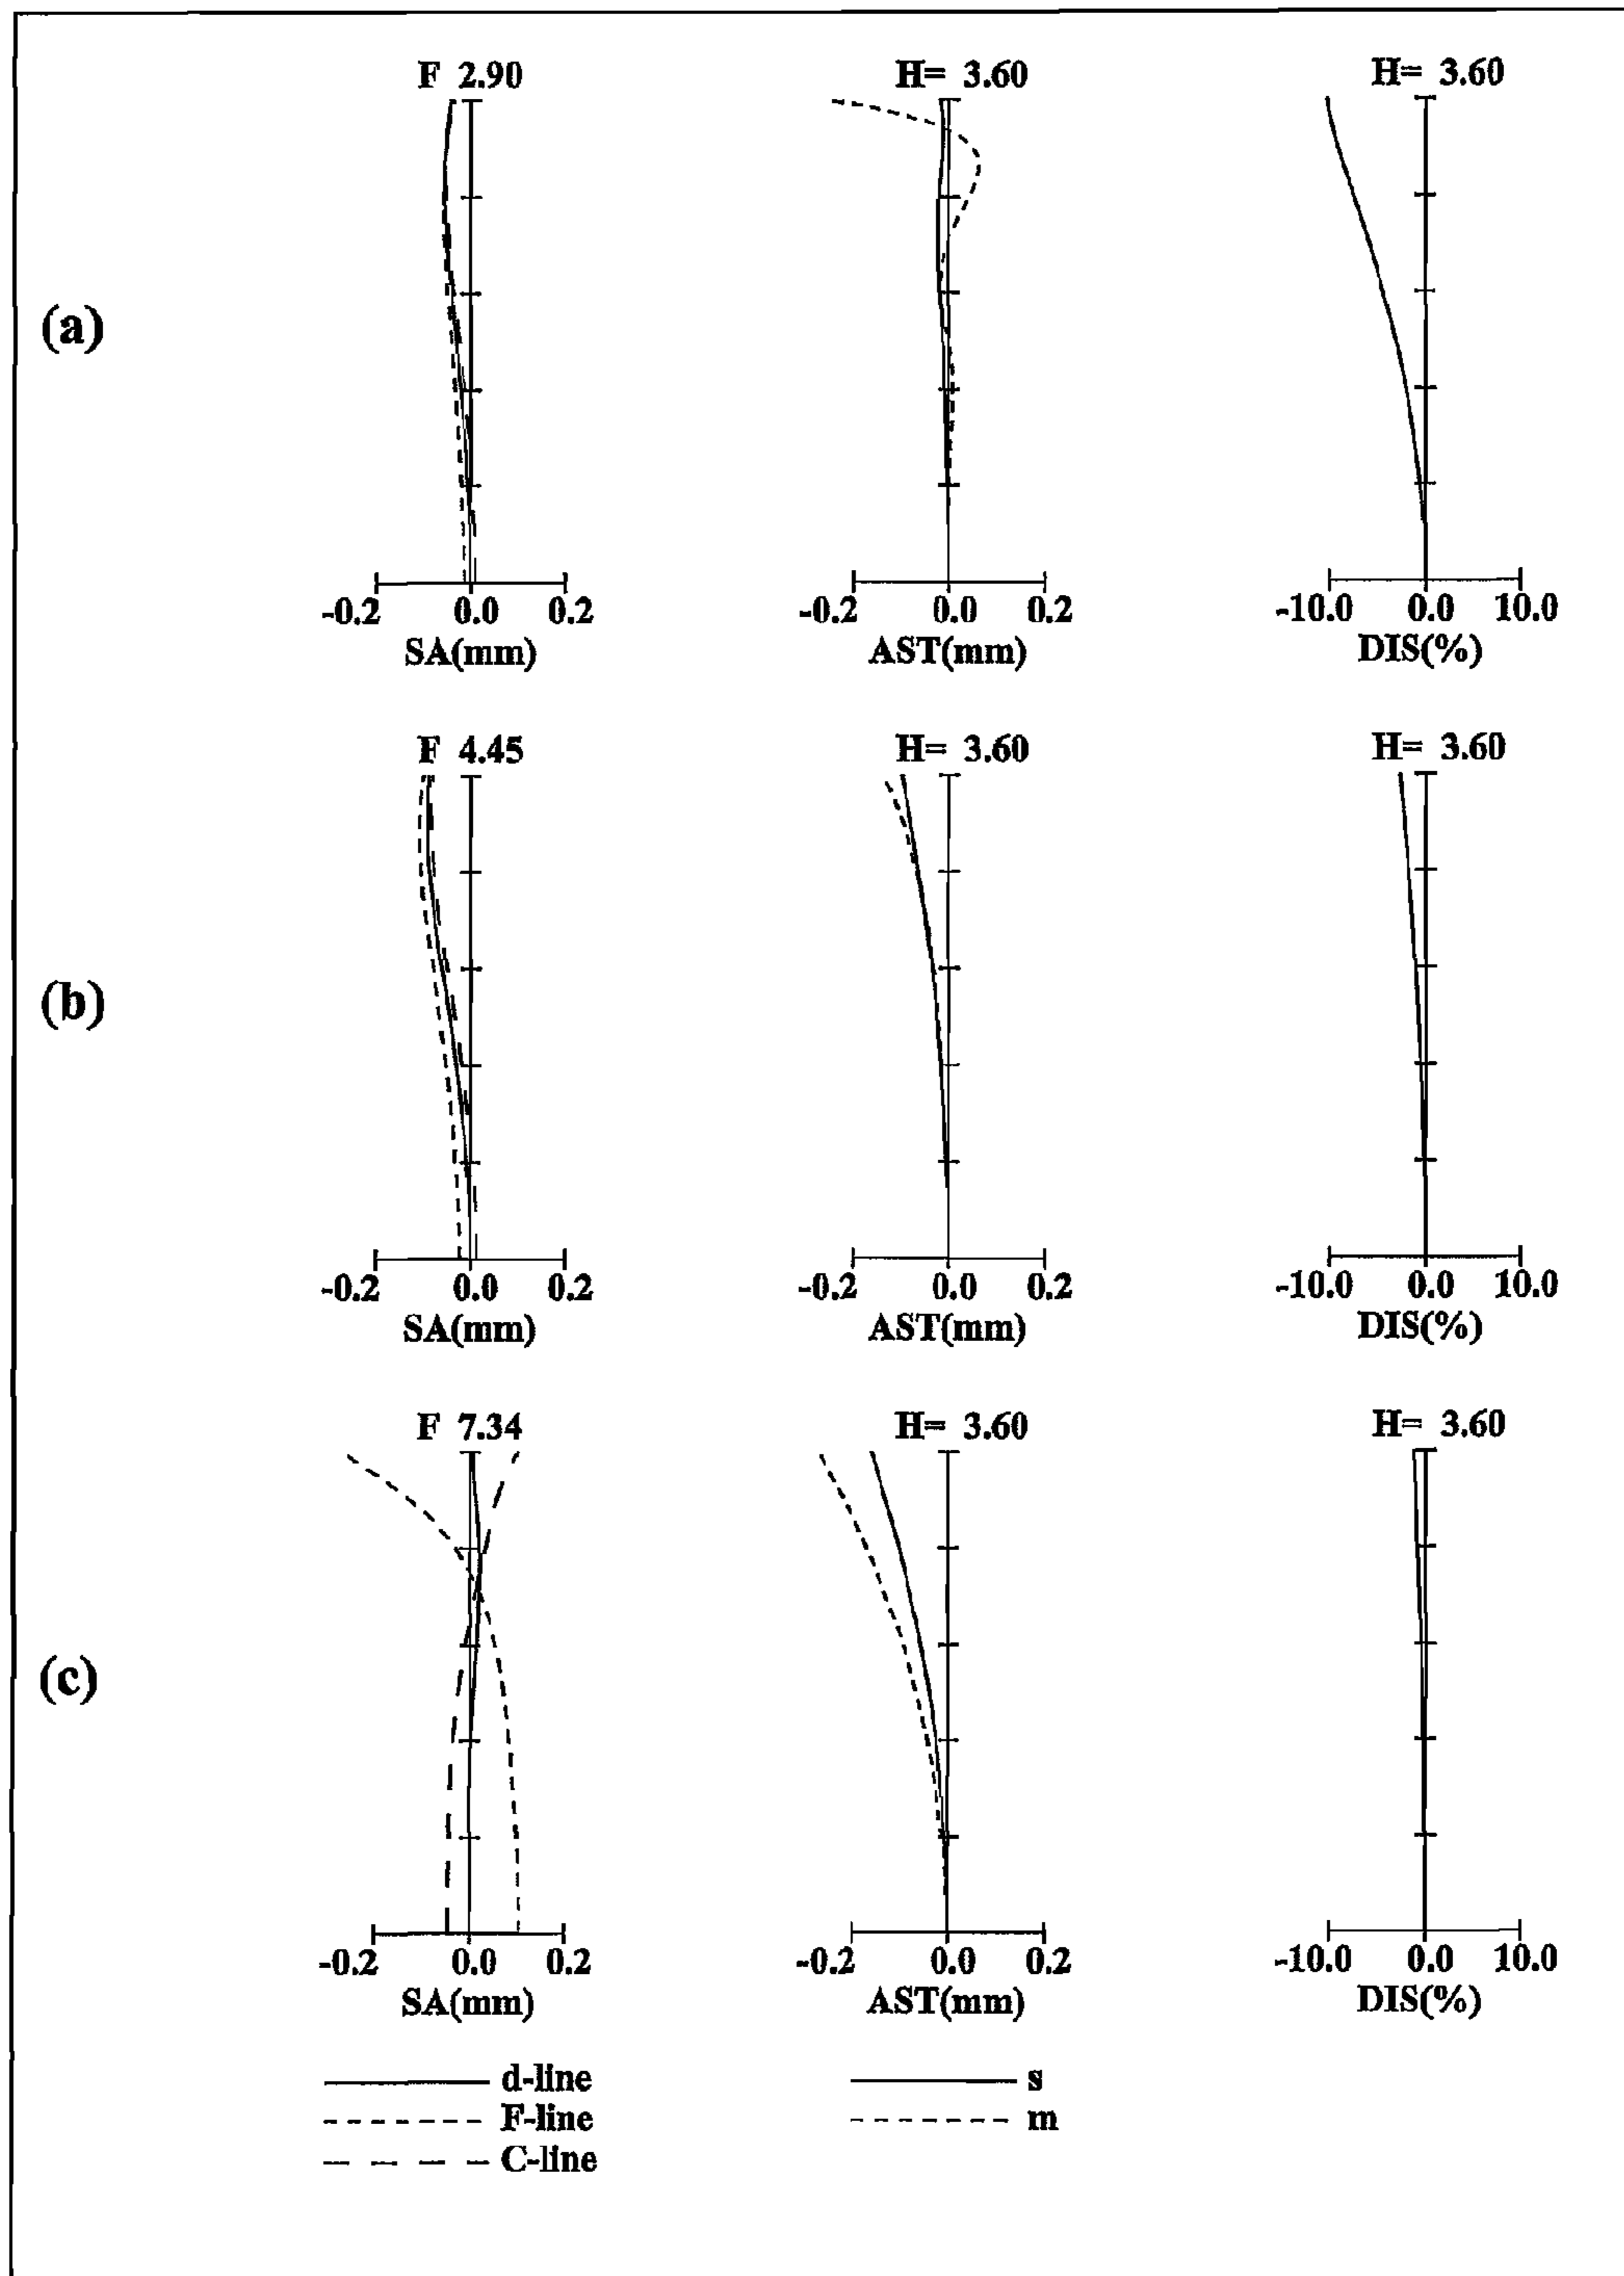 F 2.90 H= 3.60 H= 3.60
(a)
-0.2 0.0 0.2 -0.2 0.0 0.2 -10.0 0.0 10.0
SA(mm) AST(mm) DIS(%)
F 4.45 H= 3.60 H= 3.60
(b)
-0.2 0.0 0.2 -0.2 0.0 0.2 -10.0 0.0 10.0
SA(mm) AST(mm) DIS(%)
F 7.34 H= 3.60 H= 3.60
(c)
-0.2 0.0 0.2 -0.2 0.0 0.2 -10.0 0.0 10.0
SA(mm) AST(mm) DIS(%)
d-line s
F-line m
C-line